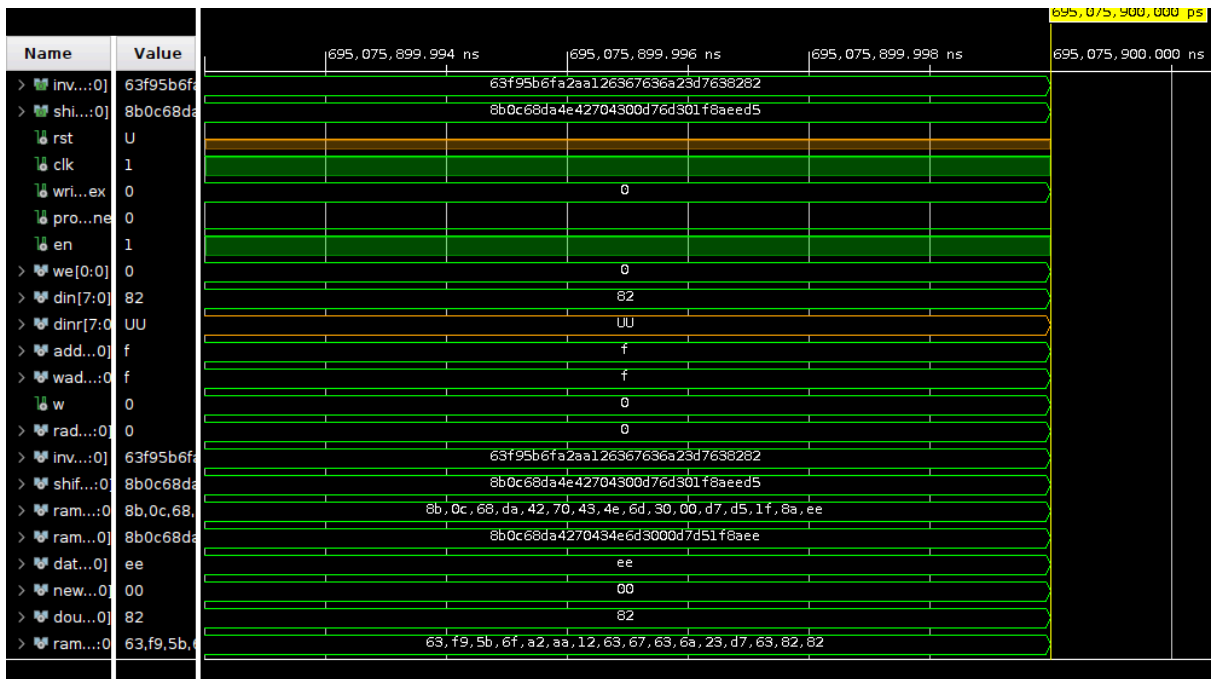 695,075,900,000 ps
Name Value 695,075,899.994 ns 695,075,899.996 ns 695,075,899.998 ns 695,075,900.000 ns
inv...:0] 63f95b6fa 63f95b6fa2aa126367636a23d7638282
shi...:0] 8b0c68da 8b0c68da4e42704300d76d301f8aeed5
rst U
clk 1
wri...ex 0 0
pro...ne 0
en 1
we[0:0] 0 0
din[7:0] 82 82
dinr[7:0 UU UU
add...0] f f
wad...:0 f f
w 0 0
rad...:0] 0 0
inv...:0] 63f95b6fa 63f95b6fa2aa126367636a23d7638282
shif...:0] 8b0c68da 8b0c68da4e42704300d76d301f8aeed5
ram...:0 8b,0c,68, 8b,0c,68,da,42,70,43,4e,6d,30,00,d7,d5,1f,8a,ee
ram...0] 8b0c68da 8b0c68da4270434e6d3000d7d51f8aee
dat...0] ee ee
new...0] 00 00
dou...0] 82 82
ram...:0 63,f9,5b, 63,f9,5b,6f,a2,aa,12,63,67,63,6a,23,d7,63,82,82